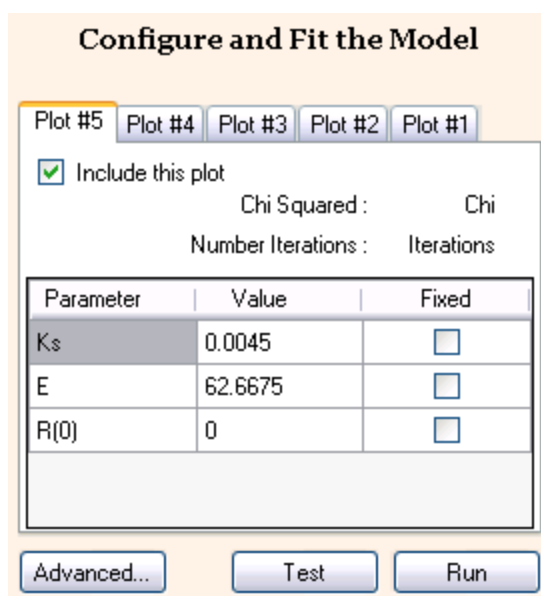 Configure and Fit the Model
Plot #5 Plot #4 Plot #3 Plot #2 Plot #1
Include this plot
Chi Squared : Chi
Number Iterations : Iterations
Parameter Value Fixed
Ks 0.0045
E 62.6675
R(0) 0
Advanced... Test Run